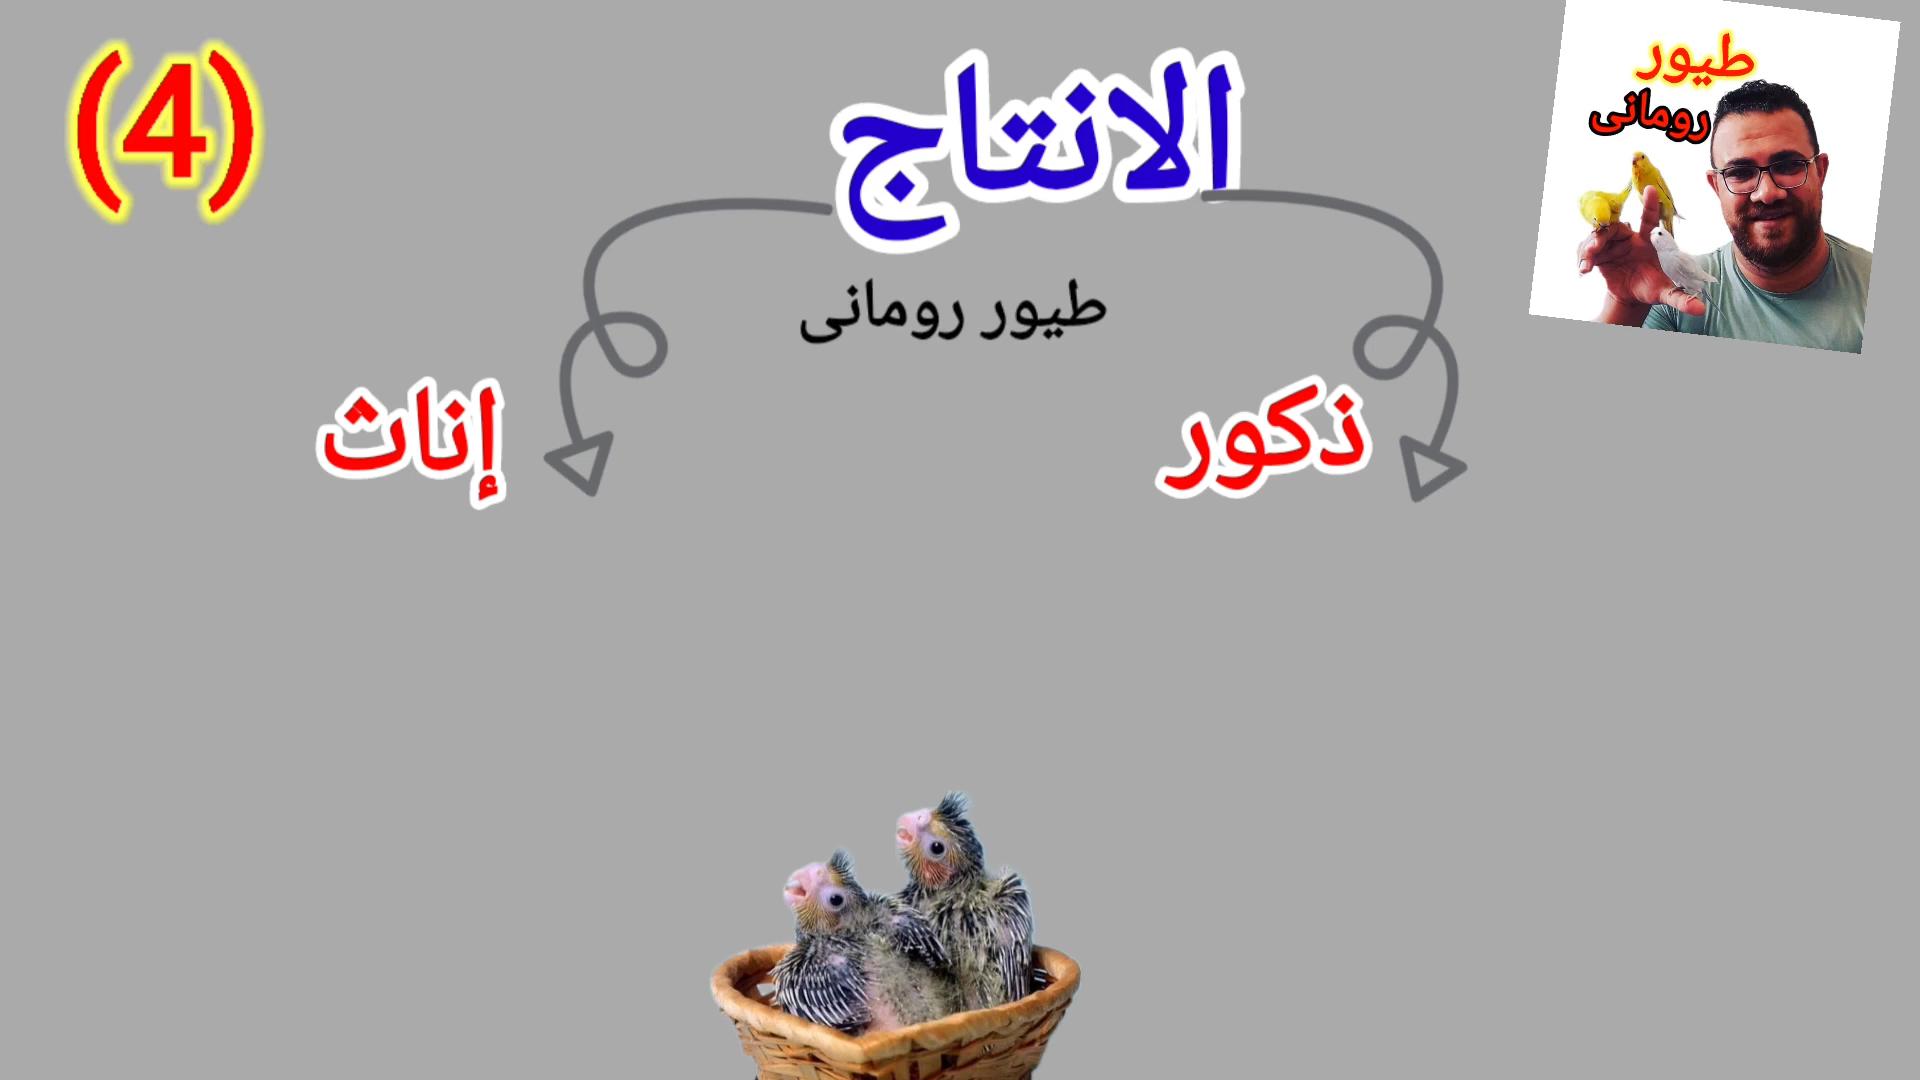 (4)
الانتاج
طيور
رومانى
طيور رومانى
ذكور
إناث